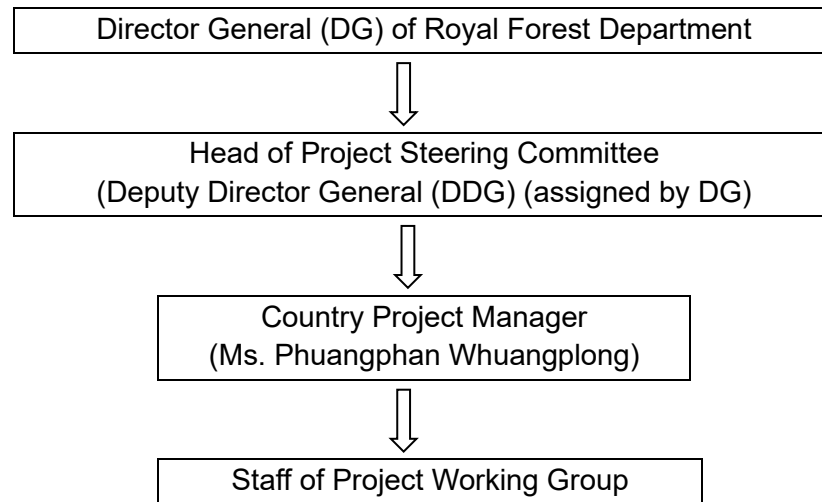 Director General (DG) of Royal Forest Department
Head of Project Steering Committee
(Deputy Director General (DDG) (assigned by DG)
Country Project Manager
(Ms. Phuangphan Whuangplong)
Staff of Project Working Group